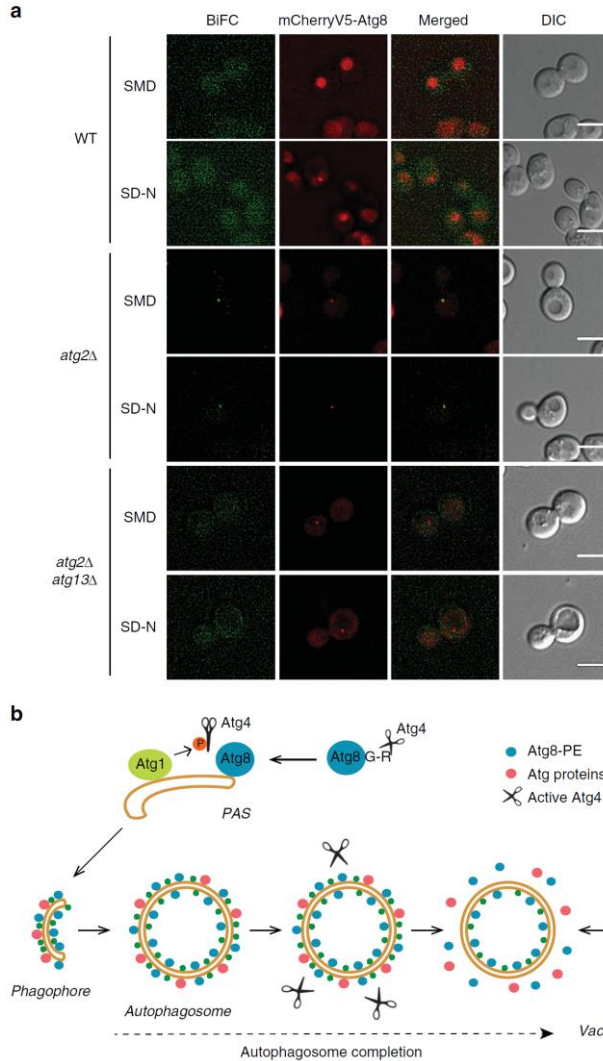 a
BiFC mCherryV5-Atg8 Merged DIC
WT
SMD
SD-N
atg2Δ
SMD
SD-N
atg2Δ
atg13Δ
SMD
SD-N
b
Atg1
P
Atg4
Atg8
PAS
Atg8
G-R
Atg4
Atg8-PE
Atg proteins
Active Atg4
Phagophore
Autophagosome
Vac
Autophagosome completion